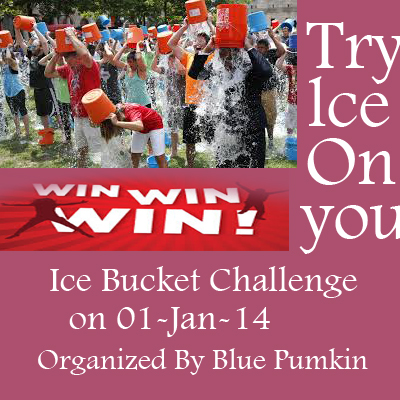 Try
Ice
On
you
WIN WIN
WIN!
Ice Bucket Challenge
on 01-Jan-14
Organized By Blue Pumkin